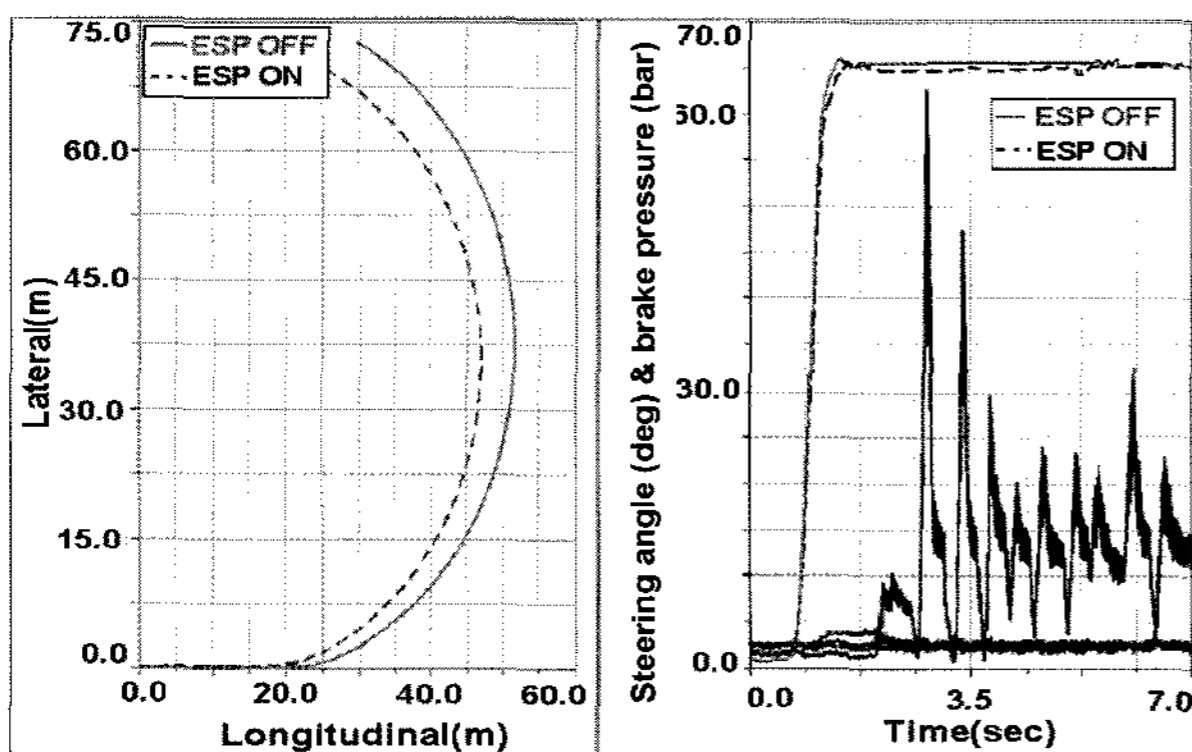 75.0
ESP OFF
ESP ON
60.0
45.0
30.0
15.0
0.0
0.0 20.0 40.0 60.0
Lateral(m)
Longitudinal(m)
70.0
60.0
30.0
0.0
ESP OFF
ESP ON
0.0 3.5 7.0
Steering angle (deg) & brake pressure (bar)
Time(sec)